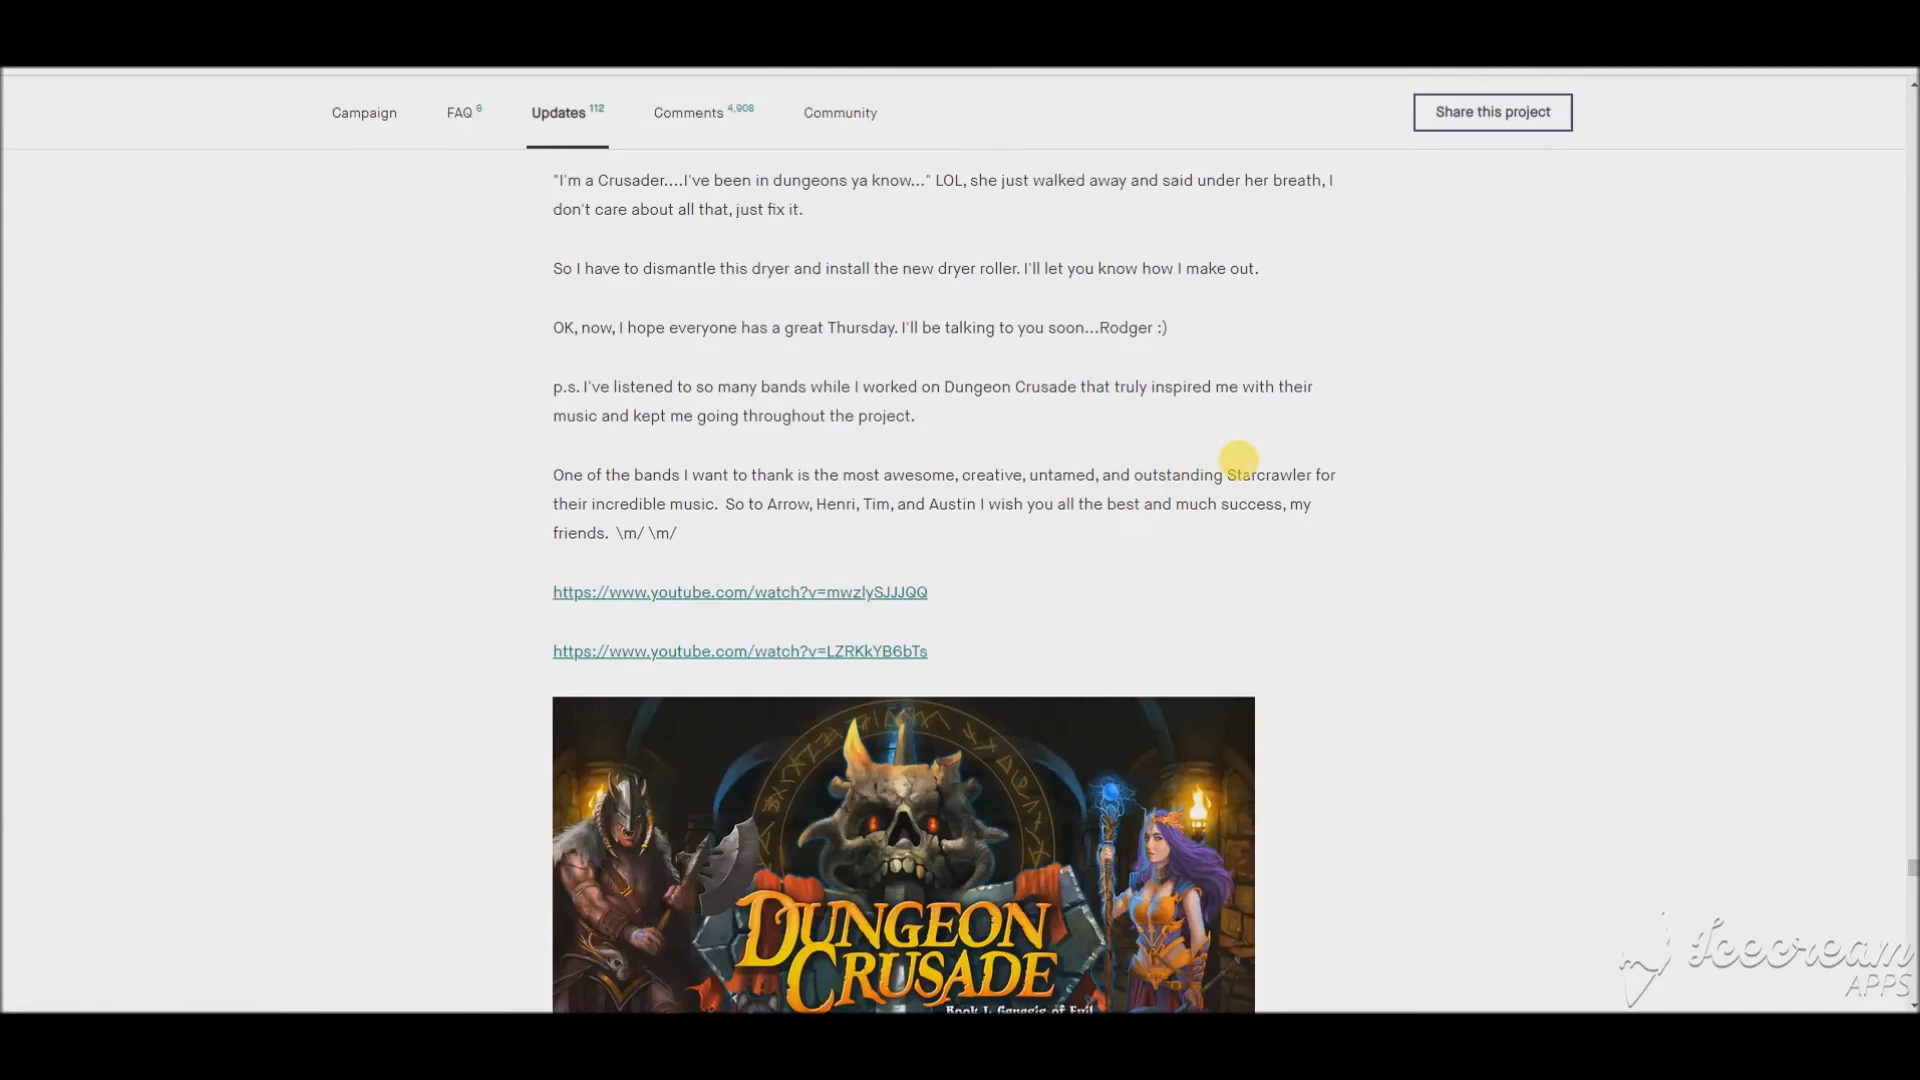 Campaign FAQ 6 Updates 112 Comments 4,908 Community Share this project
"I'm a Crusader....I've been in dungeons ya know..." LOL, she just walked away and said under her breath, I
don't care about all that, just fix it.
So I have to dismantle this dryer and install the new dryer roller. I'll let you know how I make out.
OK, now, I hope everyone has a great Thursday. I'll be talking to you soon...Rodger :)
p.s. I've listened to so many bands while I worked on Dungeon Crusade that truly inspired me with their
music and kept me going throughout the project.
One of the bands I want to thank is the most awesome, creative, untamed, and outstanding Starcrawler for
their incredible music. So to Arrow, Henri, Tim, and Austin I wish you all the best and much success, my
friends. \m/ \m/
https://www.youtube.com/watch?v=mwzlySJJJQQ
https://www.youtube.com/watch?v=LZRKkYB6bTs
DUNGEON
CRUSADE
Book I: Genesis of Evil
Icecream
APPS